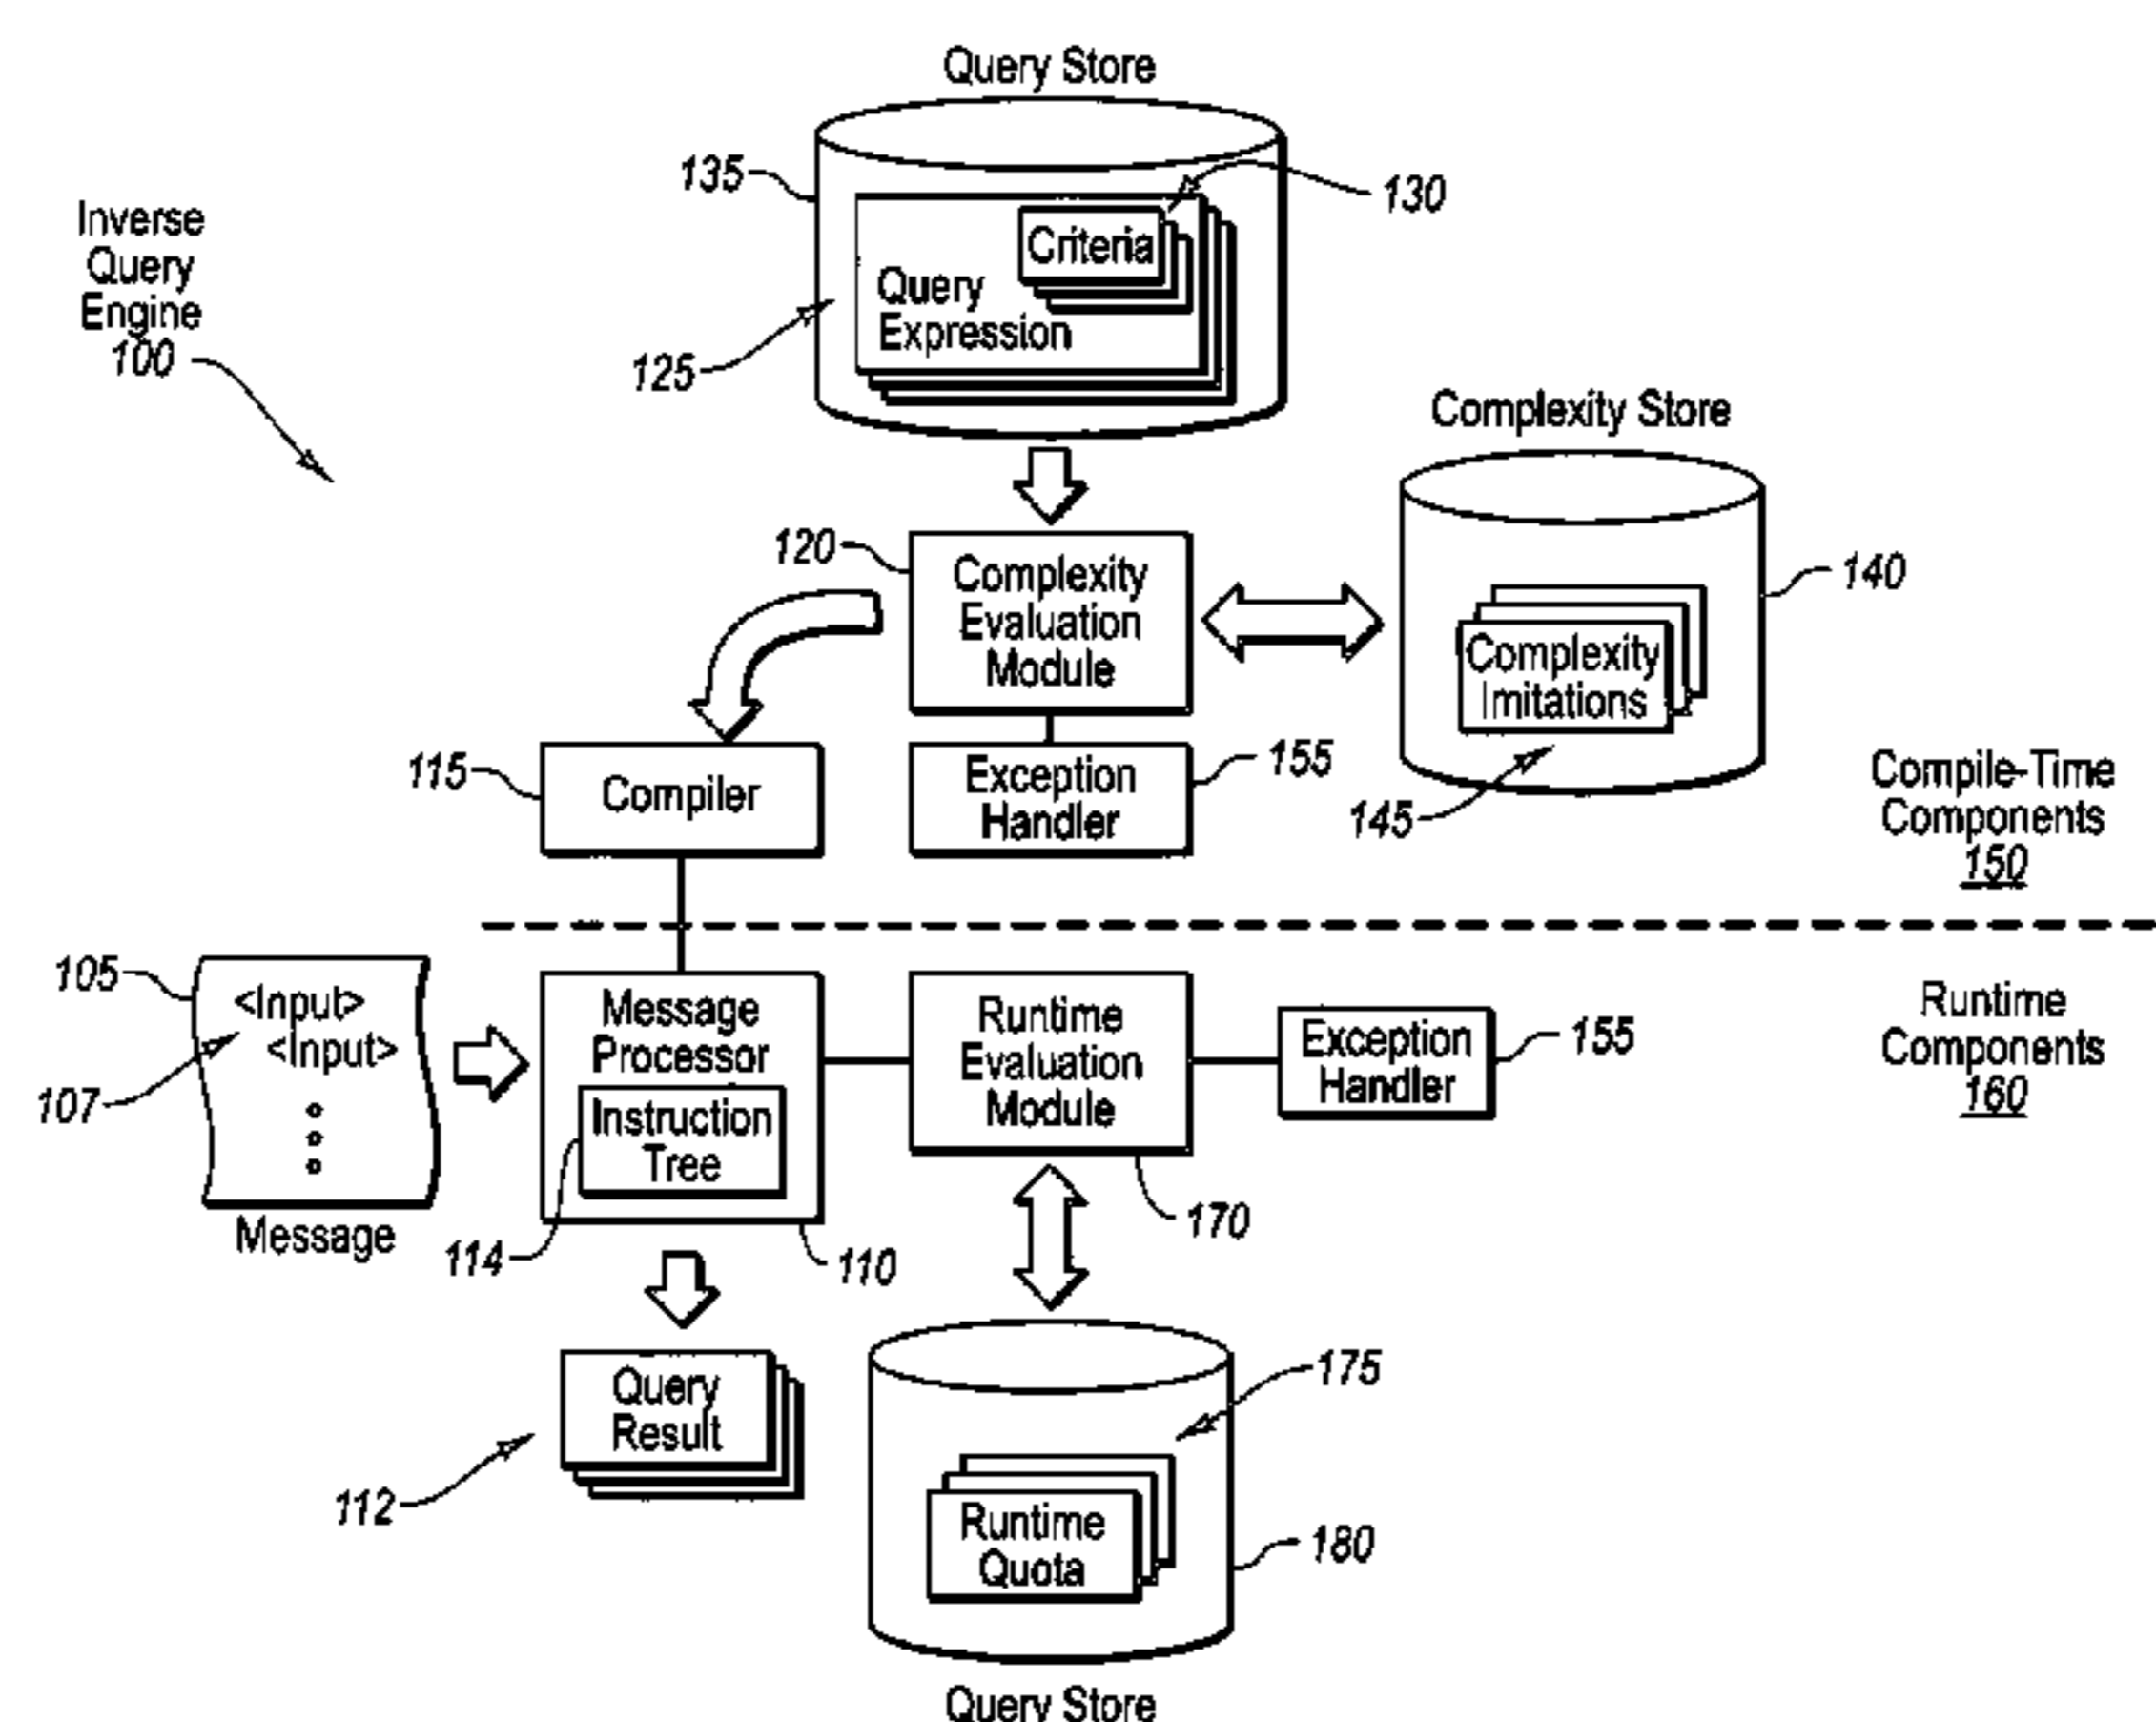 Query Store
135
130
Criteria
Query
Expression
125
Inverse
Query
Engine
100
Complexity Store
120
Complexity
Evaluation
Module
140
Complexity
Imitations
145
115
Compiler
Exception
Handler
155
Compile-Time
Components
150
105
<Input>
<Input>
107
Message
Message
Processor
Instruction
Tree
114
110
Runtime
Evaluation
Module
170
Exception
Handler
155
Runtime
Components
160
Query
Result
112
175
Runtime
Quota
180
Query Store